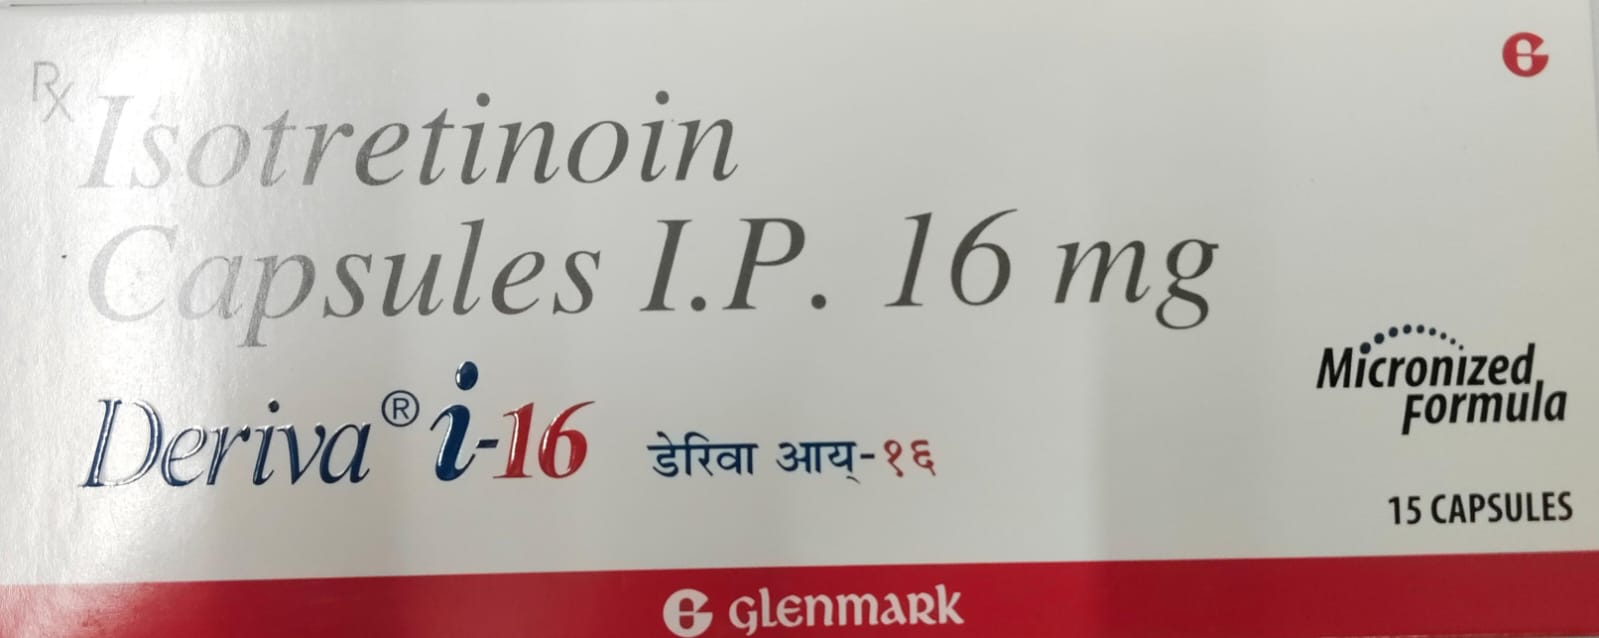 Rx
Isotretinoin
Capsules I.P. 16 mg
Deriva® i-16 डेरिवा आय्-१६
Micronized
Formula
15 CAPSULES
G glenmark